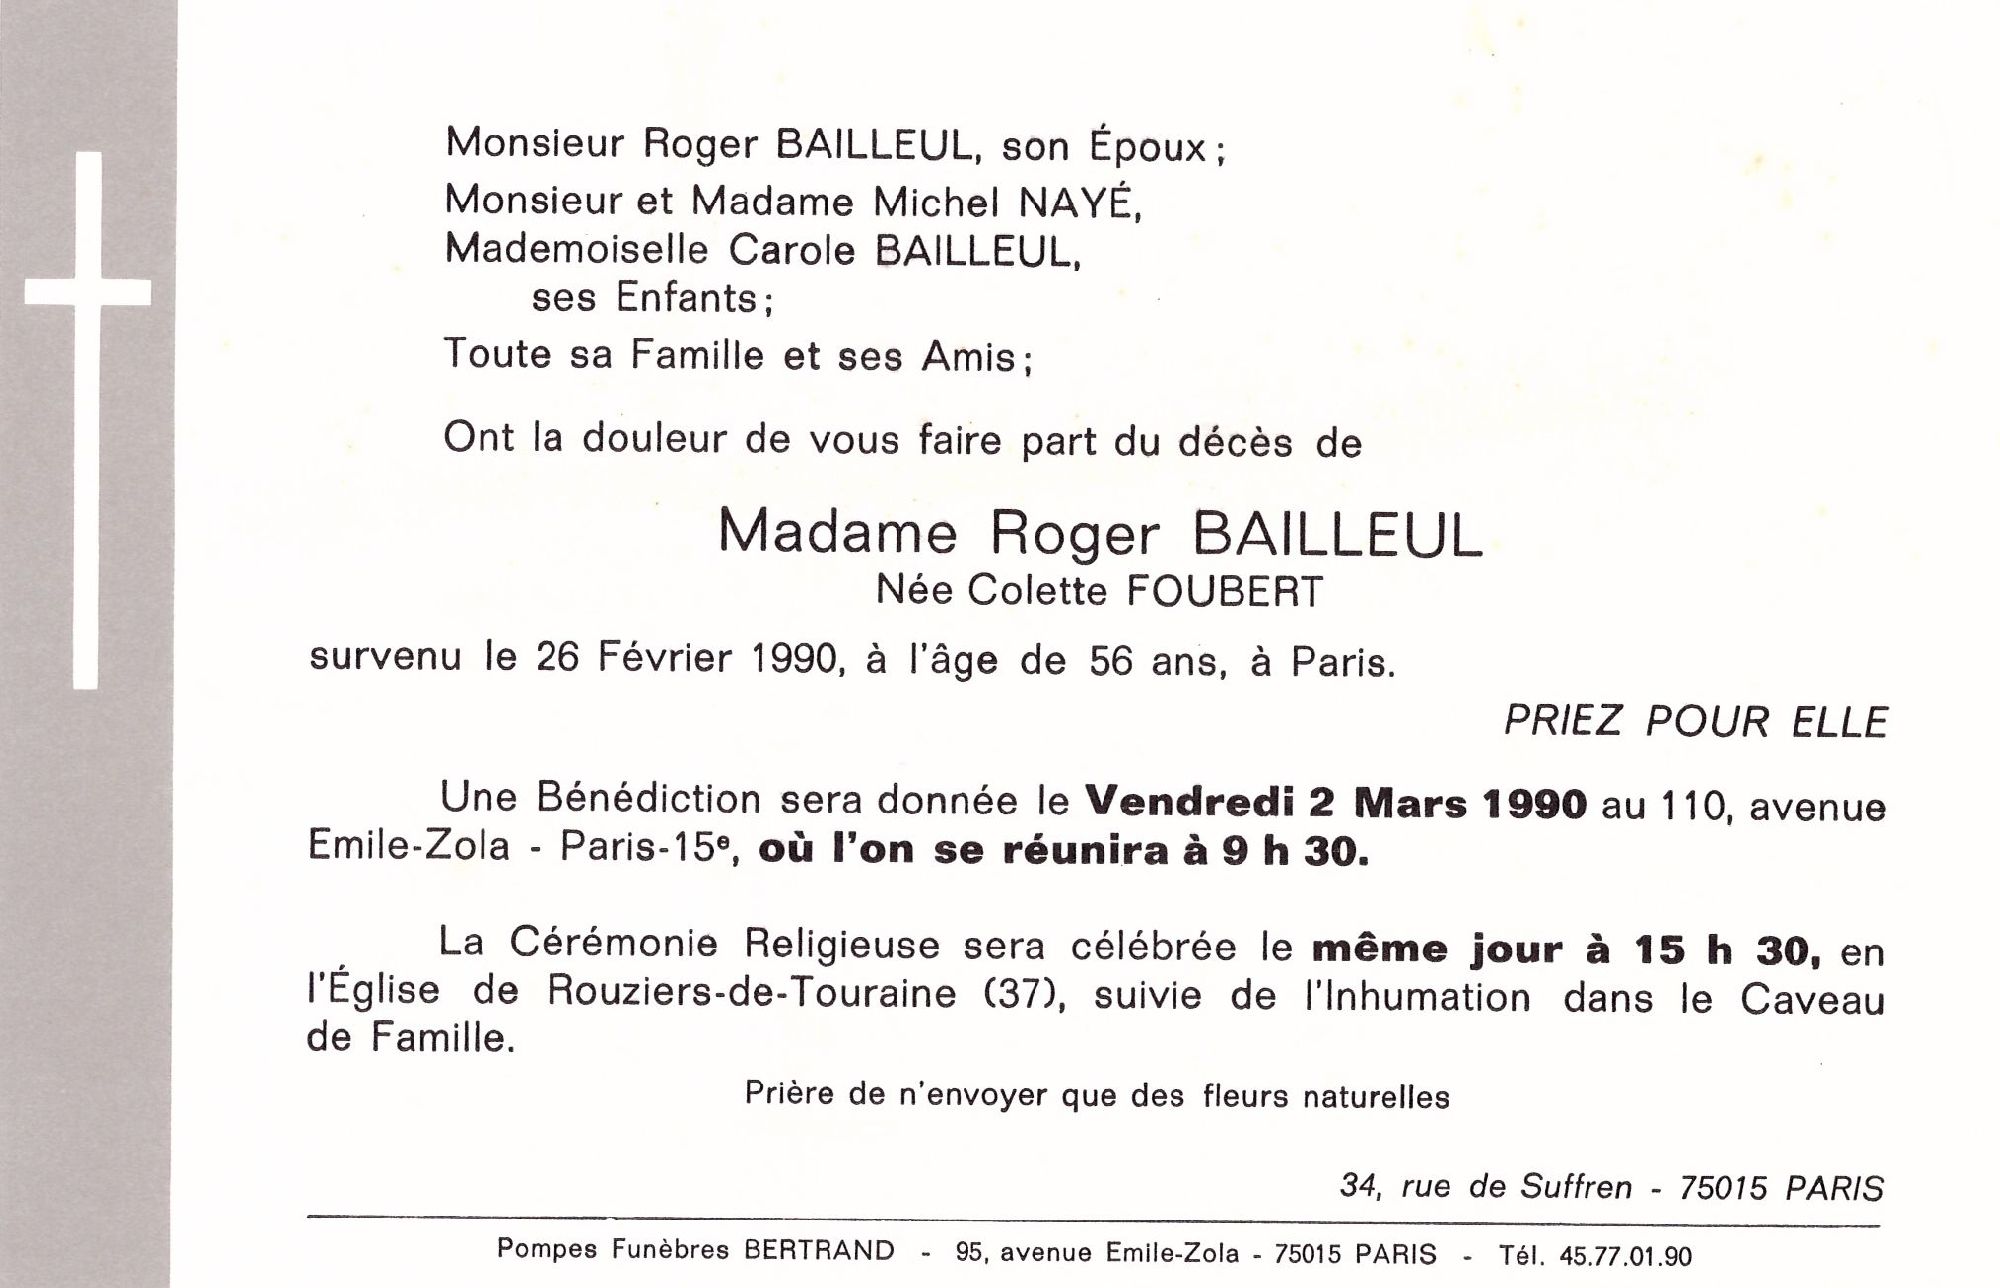 Monsieur Roger BAILLEUL, son Époux ;
Monsieur et Madame Michel NAYÉ,
Mademoiselle Carole BAILLEUL,
ses Enfants ;
Toute sa Famille et ses Amis ;
Ont la douleur de vous faire part du décès de
Madame Roger BAILLEUL
Née Colette FOUBERT
survenu le 26 Février 1990, à l'âge de 56 ans, à Paris.
PRIEZ POUR ELLE
Une Bénédiction sera donnée le Vendredi 2 Mars 1990 au 110, avenue
Emile-Zola - Paris-15e, où l'on se réunira à 9 h 30.
La Cérémonie Religieuse sera célébrée le même jour à 15 h 30, en
l'Église de Rouziers-de-Touraine (37), suivie de l'Inhumation dans le Caveau
de Famille.
Prière de n'envoyer que des fleurs naturelles
34, rue de Suffren - 75015 PARIS
Pompes Funèbres BERTRAND - 95, avenue Emile-Zola - 75015 PARIS - Tél. 45.77.01.90